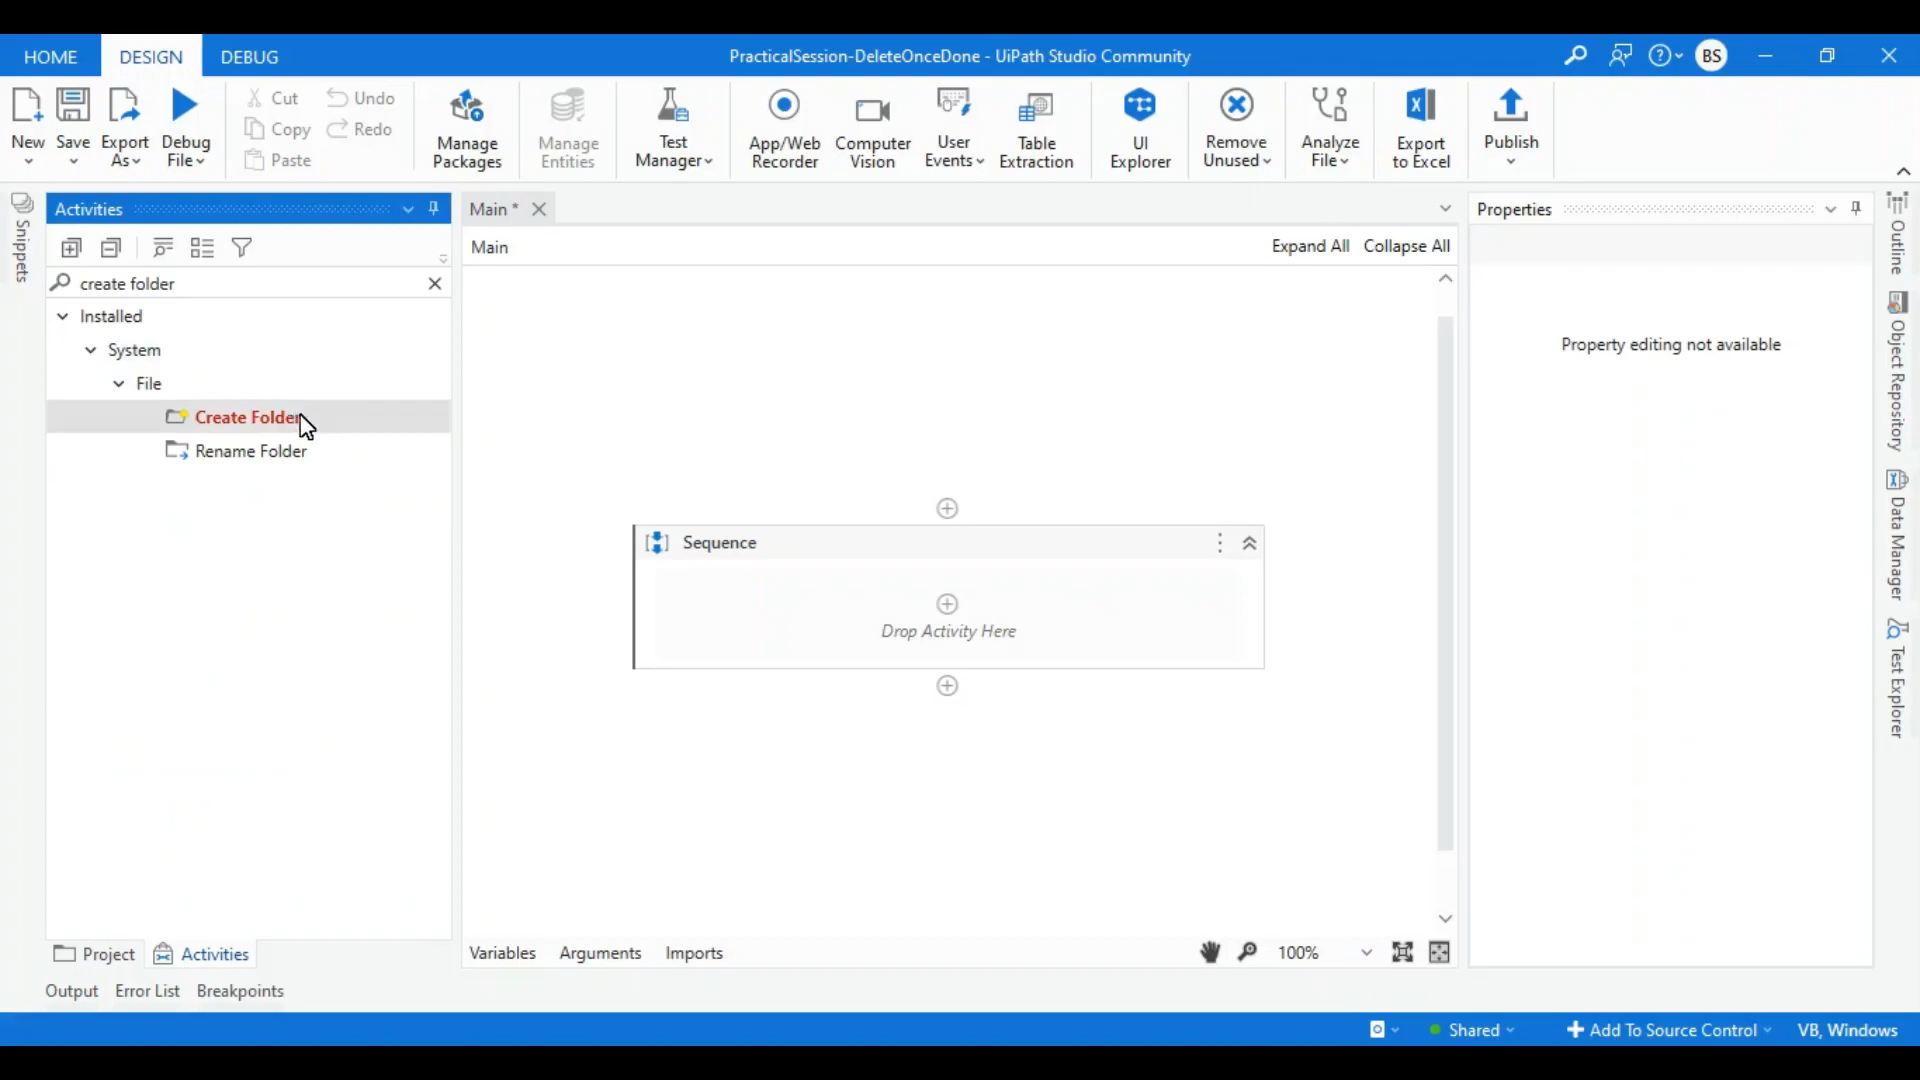 HOME DESIGN DEBUG PracticalSession-DeleteOnceDone - UiPath Studio Community BS
New Save Export As Debug File
Cut Undo
Copy Redo
Paste
Manage Packages
Manage Entities
Test Manager
App/Web Recorder
Computer Vision
User Events
Table Extraction
UI Explorer
Remove Unused
Analyze File
Export to Excel
Publish
Snippets
Activities
create folder
Installed
System
File
Create Folder
Rename Folder
Project Activities
Main *
Main Expand All Collapse All
Sequence
Drop Activity Here
Variables Arguments Imports 100%
Properties
Property editing not available
Outline
Object Repository
Data Manager
Test Explorer
Output Error List Breakpoints
Shared Add To Source Control VB, Windows